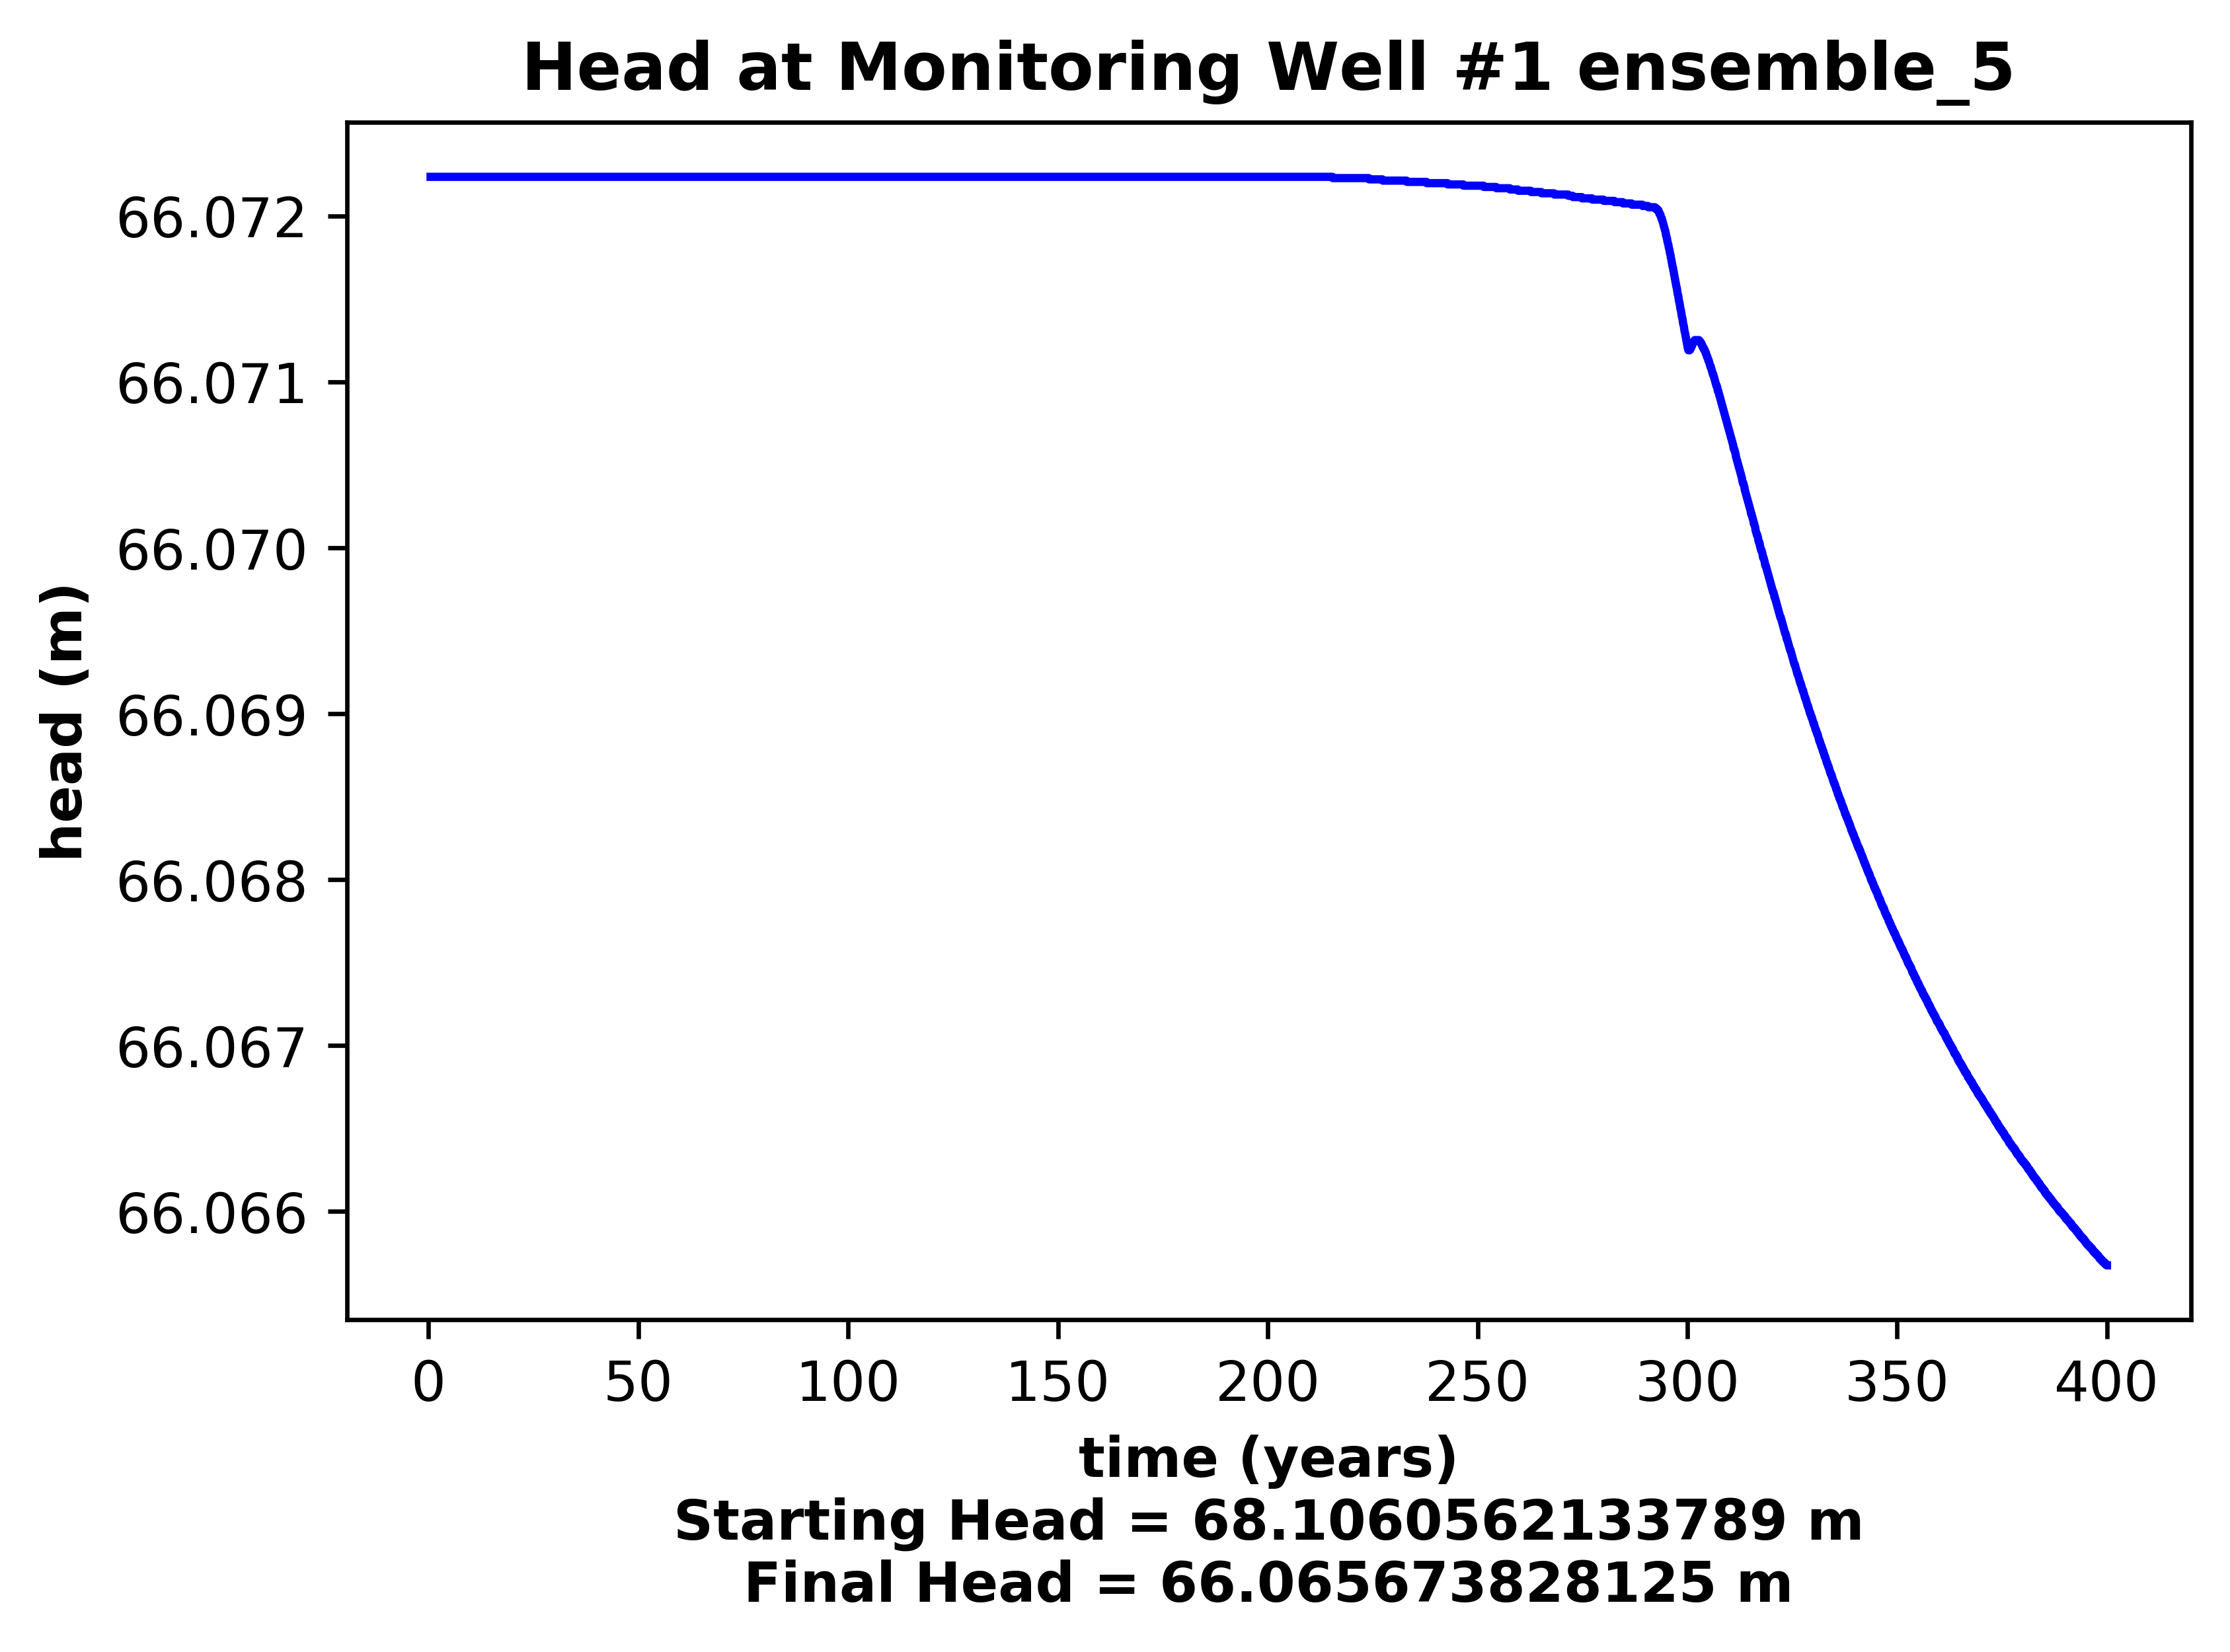 Head at Monitoring Well #1 ensemble_5
66.072
66.071
66.070
66.069
66.068
66.067
66.066
head (m)
0 50 100 150 200 250 300 350 400
time (years)
Starting Head = 68.1060562133789 m
Final Head = 66.065673828125 m